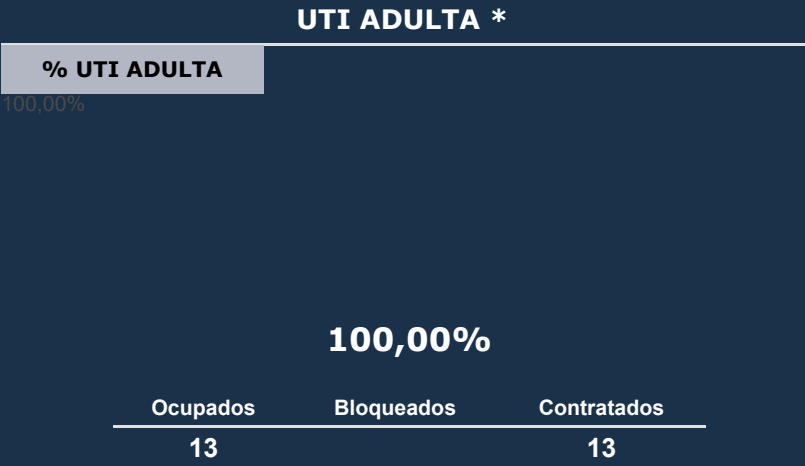 UTI ADULTA *
% UTI ADULTA
100,00%
100,00%
Ocupados Bloqueados Contratados
13 13